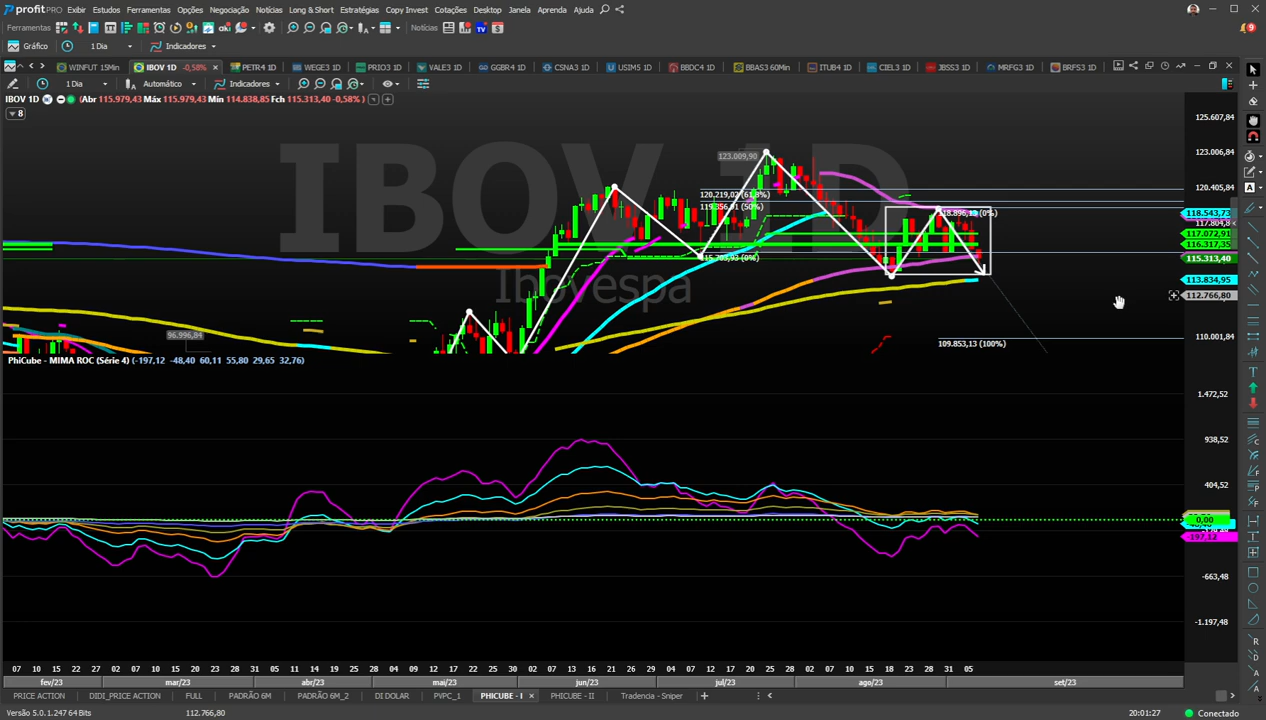 profitPRO Exibir Estudos Ferramentas Opções Negociação Notícias Long & Short Estratégias Copy Invest Cotações Desktop Janela Aprenda Ajuda
Ferramentas Notícias 9
Gráfico 1 Dia Indicadores
WINFUT 15Min IBOV 1D -0,58% PETR4 1D WEGE3 1D PRIO3 1D VALE3 1D GGBR4 1D CSNA3 1D USIM5 1D BBDC4 1D BBAS3 60Min ITUB4 1D CIEL3 1D JBSS3 1D MRFG3 1D BRFS3 1D
1 Dia Automático Indicadores
IBOV 1D (Abr 115.979,43 Máx 115.979,43 Mín 114.838,85 Fch 115.313,40 -0,58% )
8
IBOV 1D
Ibovespa
125.607,84
123.006,84
120.405,84
118.543,73
117.072,91
116.317,35
115.313,40
113.834,95
112.766,80
110.001,84
123.009,90
120.219,02(61,8%)
119.356,91 (50%)
118.896,13 (0%)
115.703,93 (0%)
109.853,13 (100%)
96.996,84
PhiCube - MIMA ROC (Série 4) (-197,12 -48,40 60,11 55,80 29,65 32,76)
1.472,52
938,52
404,52
0,00
-197,12
-663,48
-1.197,48
07 10 15 22 27 02 07 10 15 20 23 28 31 05 11 14 19 25 28 04 09 12 17 22 25 30 02 07 13 16 21 26 29 04 07 12 17 20 25 28 02 07 10 15 18 23 28 31 05
fev/23 mar/23 abr/23 mai/23 jun/23 jul/23 ago/23 set/23
PRICE ACTION DIDI_PRICE ACTION FULL PADRÃO 6M PADRÃO 6M_2 DI DOLAR PVPC_1 PHICUBE - I PHICUBE - II Tradencia - Sniper
Versão 5.0.1.247 64 Bits 112.766,80 20:01:27 Conectado